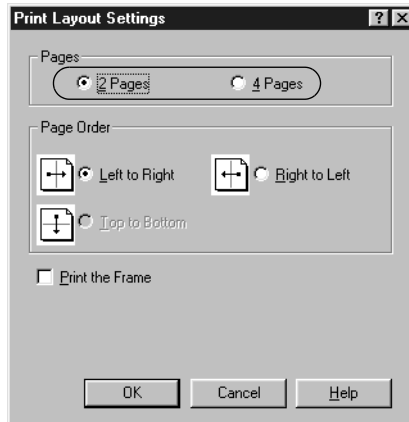 Print Layout Settings ? ×
Pages
2 Pages 4 Pages
Page Order
Left to Right Right to Left
Top to Bottom
Print the Frame
OK Cancel Help